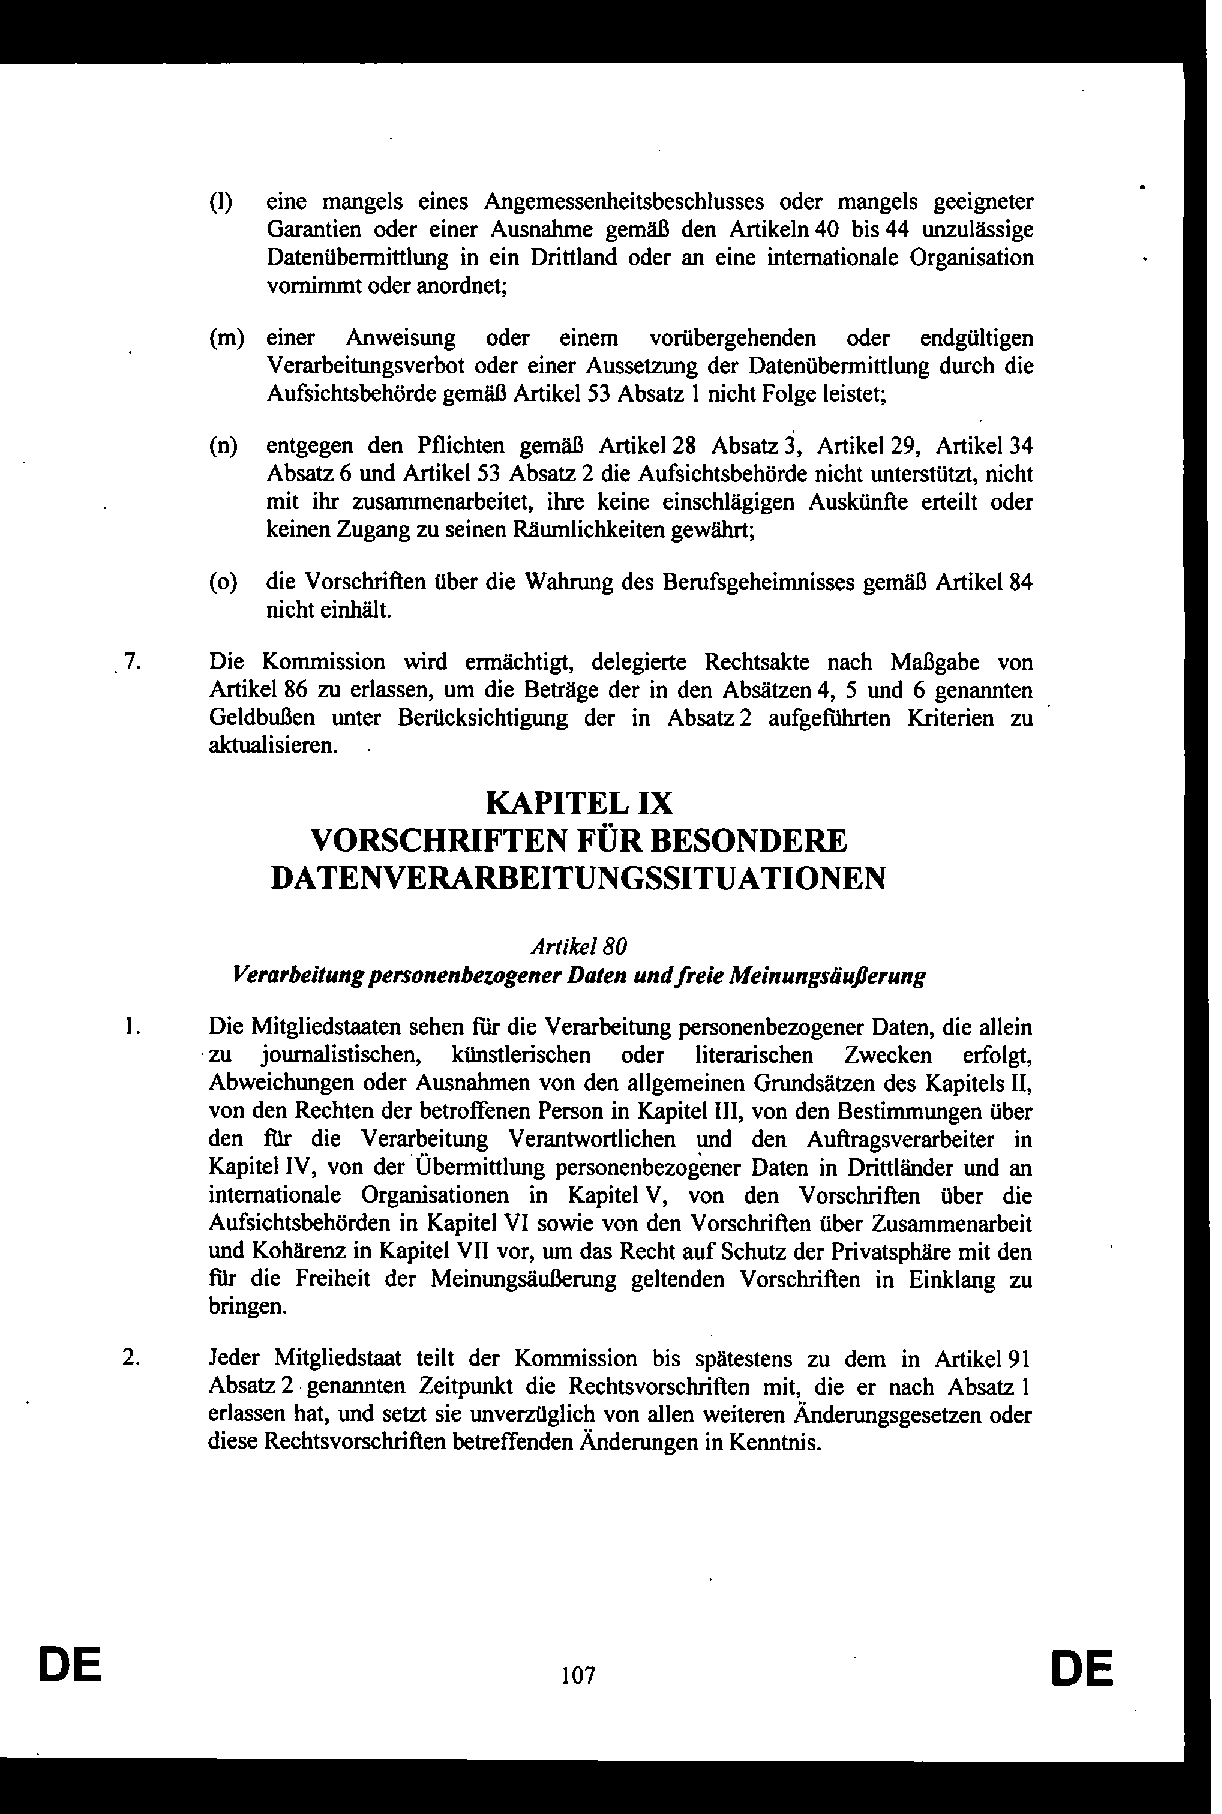 (l) eine mangels eines Angemessenheitsbeschlusses oder mangels geeigneter
Garantien oder einer Ausnahme gemäß den Artikeln 40 bis 44 unzulässige
Datenübermittlung in ein Drittland oder an eine internationale Organisation
vornimmt oder anordnet;
(m) einer Anweisung oder einem vorübergehenden oder endgültigen
Verarbeitungsverbot oder einer Aussetzung der Datenübermittlung durch die
Aufsichtsbehörde gemäß Artikel 53 Absatz 1 nicht Folge leistet;
(n) entgegen den Pflichten gemäß Artikel 28 Absatz 3, Artikel 29, Artikel 34
Absatz 6 und Artikel 53 Absatz 2 die Aufsichtsbehörde nicht unterstützt, nicht
mit ihr zusammenarbeitet, ihre keine einschlägigen Auskünfte erteilt oder
keinen Zugang zu seinen Räumlichkeiten gewährt;
(o) die Vorschriften über die Wahrung des Berufsgeheimnisses gemäß Artikel 84
nicht einhält.
7. Die Kommission wird ermächtigt, delegierte Rechtsakte nach Maßgabe von
Artikel 86 zu erlassen, um die Beträge der in den Absätzen 4, 5 und 6 genannten
Geldbußen unter Berücksichtigung der in Absatz 2 aufgeführten Kriterien zu
aktualisieren.
KAPITEL IX
VORSCHRIFTEN FÜR BESONDERE
DATENVERARBEITUNGSSITUATIONEN
Artikel 80
Verarbeitung personenbezogener Daten und freie Meinungsäußerung
1. Die Mitgliedstaaten sehen für die Verarbeitung personenbezogener Daten, die allein
zu journalistischen, künstlerischen oder literarischen Zwecken erfolgt,
Abweichungen oder Ausnahmen von den allgemeinen Grundsätzen des Kapitels II,
von den Rechten der betroffenen Person in Kapitel III, von den Bestimmungen über
den für die Verarbeitung Verantwortlichen und den Auftragsverarbeiter in
Kapitel IV, von der Übermittlung personenbezogener Daten in Drittländer und an
internationale Organisationen in Kapitel V, von den Vorschriften über die
Aufsichtsbehörden in Kapitel VI sowie von den Vorschriften über Zusammenarbeit
und Kohärenz in Kapitel VII vor, um das Recht auf Schutz der Privatsphäre mit den
für die Freiheit der Meinungsäußerung geltenden Vorschriften in Einklang zu
bringen.
2. Jeder Mitgliedstaat teilt der Kommission bis spätestens zu dem in Artikel 91
Absatz 2 genannten Zeitpunkt die Rechtsvorschriften mit, die er nach Absatz 1
erlassen hat, und setzt sie unverzüglich von allen weiteren Änderungsgesetzen oder
diese Rechtsvorschriften betreffenden Änderungen in Kenntnis.
DE 107 DE